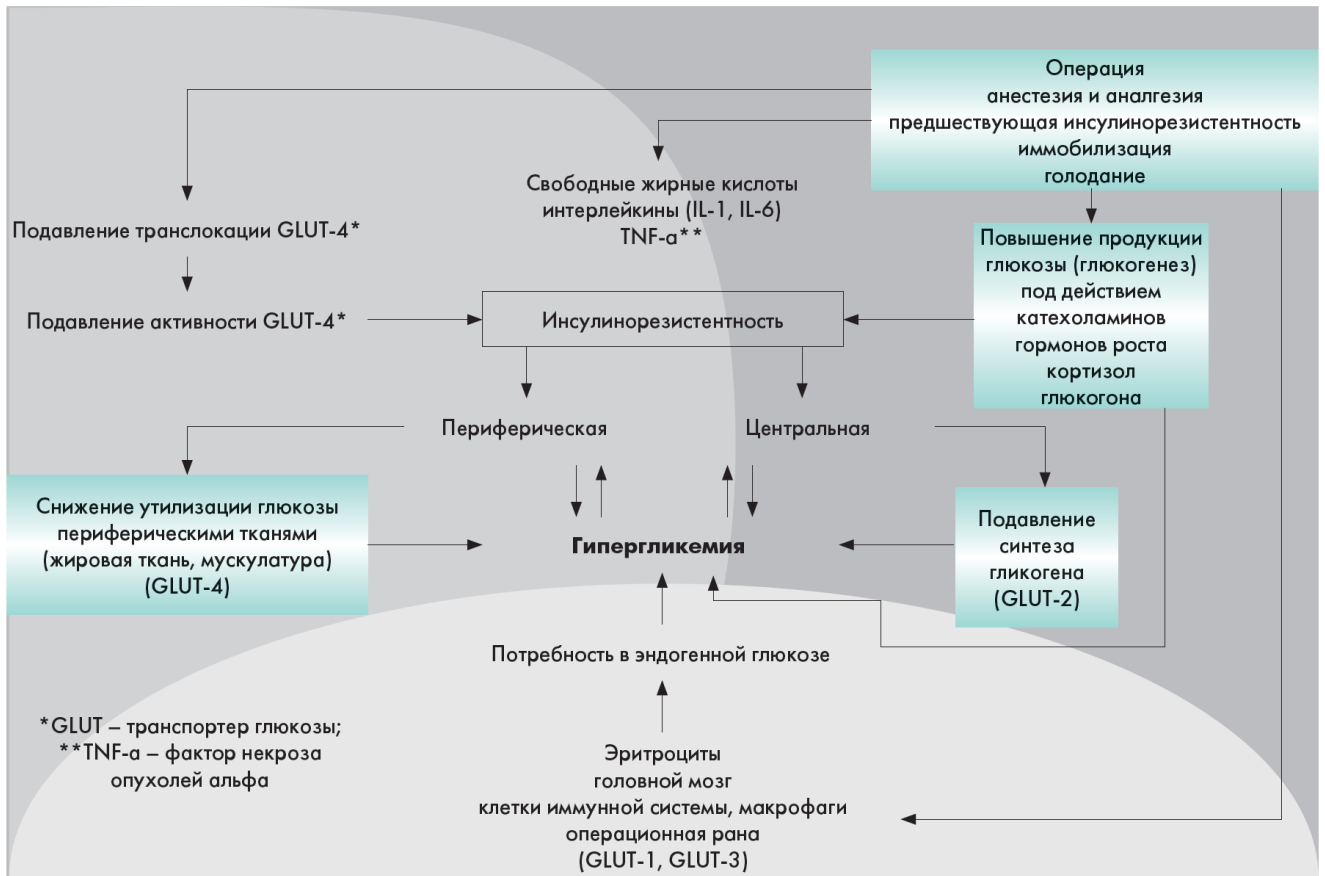 Операция
анестезия и аналгезия
предшествующая инсулинорезистентность
иммобилизация
голодание
Свободные жирные кислоты
интерлейкины (IL-1, IL-6)
TNF-a**
Подавление транслокации GLUT-4*
Повышение продукции
глюкозы (глюкогенез)
под действием
катехоламинов
гормонов роста
кортизол
глюкогона
Подавление активности GLUT-4*
Инсулинорезистентность
Периферическая
Центральная
Снижение утилизации глюкозы
периферическими тканями
(жировая ткань, мускулатура)
(GLUT-4)
Гипергликемия
Подавление
синтеза
гликогена
(GLUT-2)
Потребность в эндогенной глюкозе
*GLUT – транспортер глюкозы;
**TNF-a – фактор некроза
опухолей альфа
Эритроциты
головной мозг
клетки иммунной системы, макрофаги
операционная рана
(GLUT-1, GLUT-3)